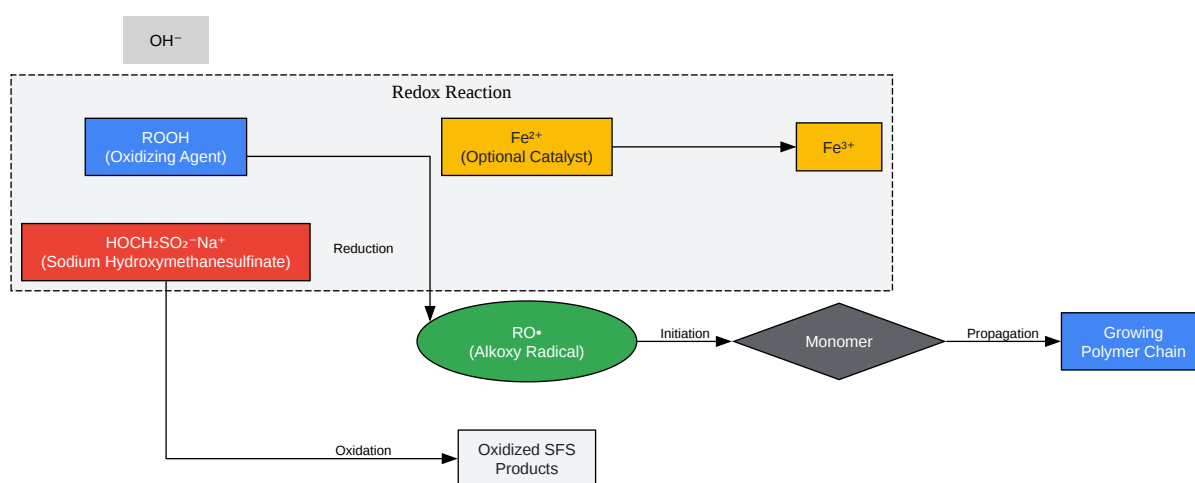 OH⁻
Redox Reaction
ROOH
(Oxidizing Agent)
Fe²⁺
(Optional Catalyst)
Fe³⁺
HOCH₂SO₂⁻Na⁺
(Sodium Hydroxymethanesulfinate)
Reduction
RO•
(Alkoxy Radical)
Initiation
Monomer
Propagation
Growing
Polymer Chain
Oxidation
Oxidized SFS
Products